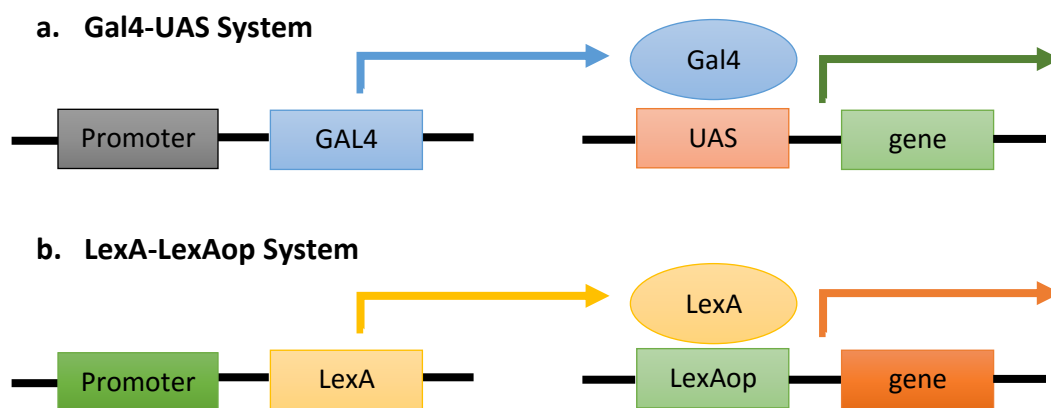 a. Gal4-UAS System
Gal4
Promoter GAL4 UAS gene
b. LexA-LexAop System
LexA
Promoter LexA LexAop gene